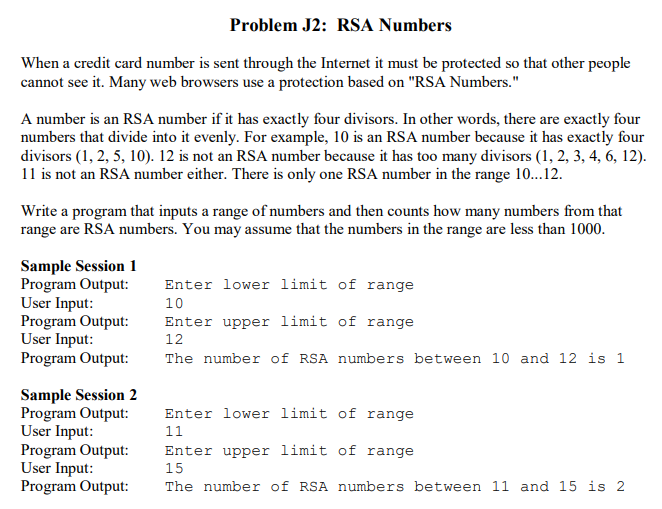 Problem J2: RSA Numbers
When a credit card number is sent through the Internet it must be protected so that other people
cannot see it. Many web browsers use a protection based on "RSA Numbers."
A number is an RSA number if it has exactly four divisors. In other words, there are exactly four
numbers that divide into it evenly. For example, 10 is an RSA number because it has exactly four
divisors (1, 2, 5, 10). 12 is not an RSA number because it has too many divisors (1, 2, 3, 4, 6, 12).
11 is not an RSA number either. There is only one RSA number in the range 10...12.
Write a program that inputs a range of numbers and then counts how many numbers from that
range are RSA numbers. You may assume that the numbers in the range are less than 1000.
Sample Session 1
Program Output: Enter lower limit of range
User Input: 10
Program Output: Enter upper limit of range
User Input: 12
Program Output: The number of RSA numbers between 10 and 12 is 1
Sample Session 2
Program Output: Enter lower limit of range
User Input: 11
Program Output: Enter upper limit of range
User Input: 15
Program Output: The number of RSA numbers between 11 and 15 is 2